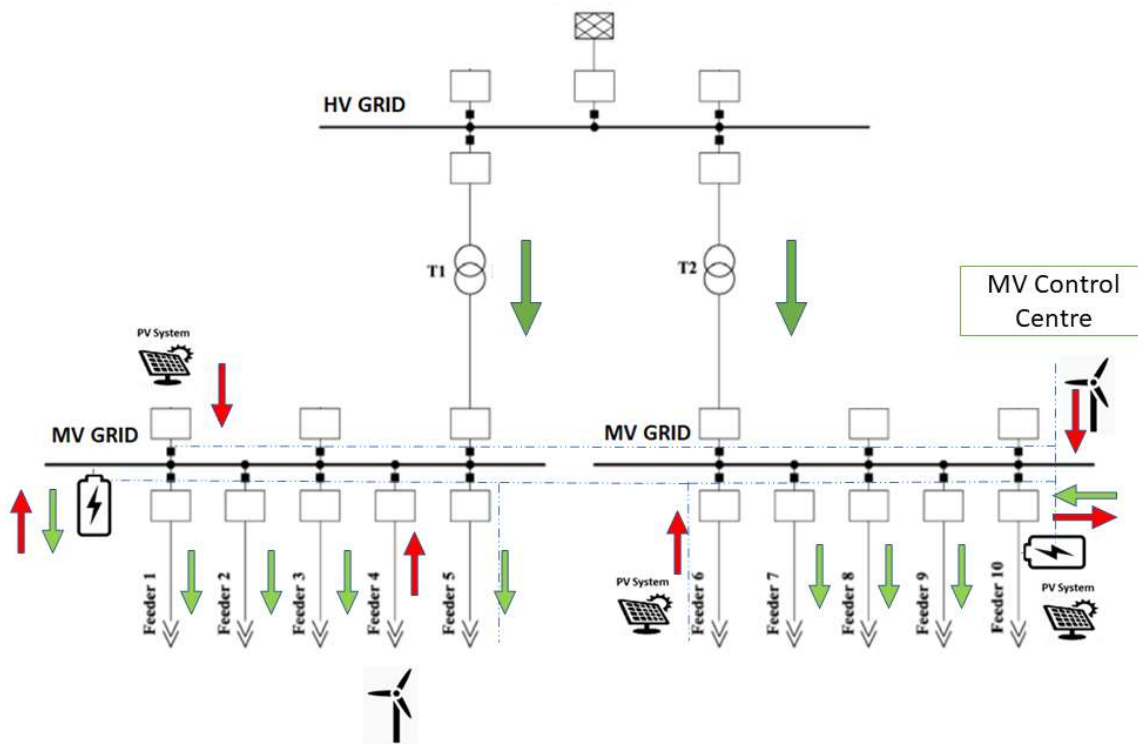 HV GRID
T1
T2
MV Control
Centre
PV System
MV GRID
MV GRID
Feeder 1
Feeder 2
Feeder 3
Feeder 4
Feeder 5
PV System
Feeder 6
Feeder 7
Feeder 8
Feeder 9
Feeder 10
PV System